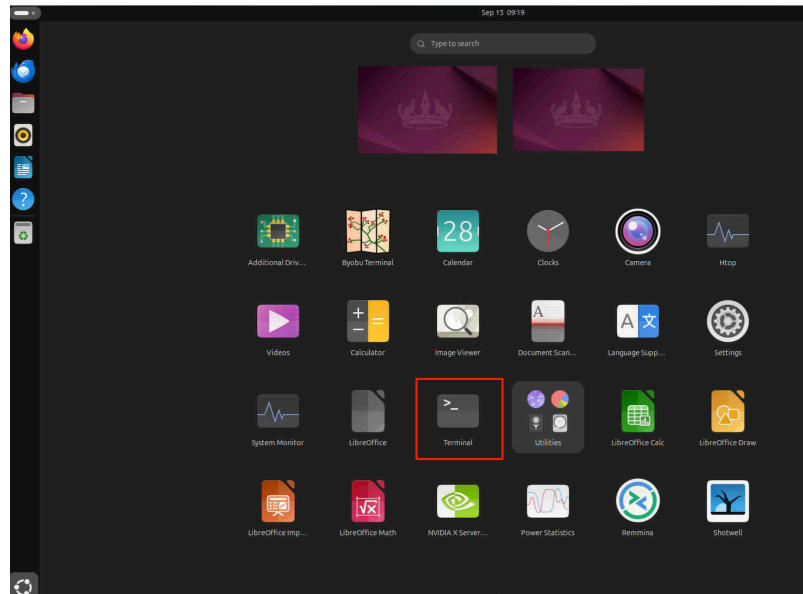 Sep 15 09:19
Type to search
28
Additional Driv...
Byobu Terminal
Calendar
Clocks
Camera
Htop
A
A 文
Videos
Calculator
Image Viewer
Document Scan...
Language Supp...
Settings
>_
System Monitor
LibreOffice
Terminal
Utilities
LibreOffice Calc
LibreOffice Draw
√x
LibreOffice Imp...
LibreOffice Math
NVIDIA X Server...
Power Statistics
Remmina
Shotwell